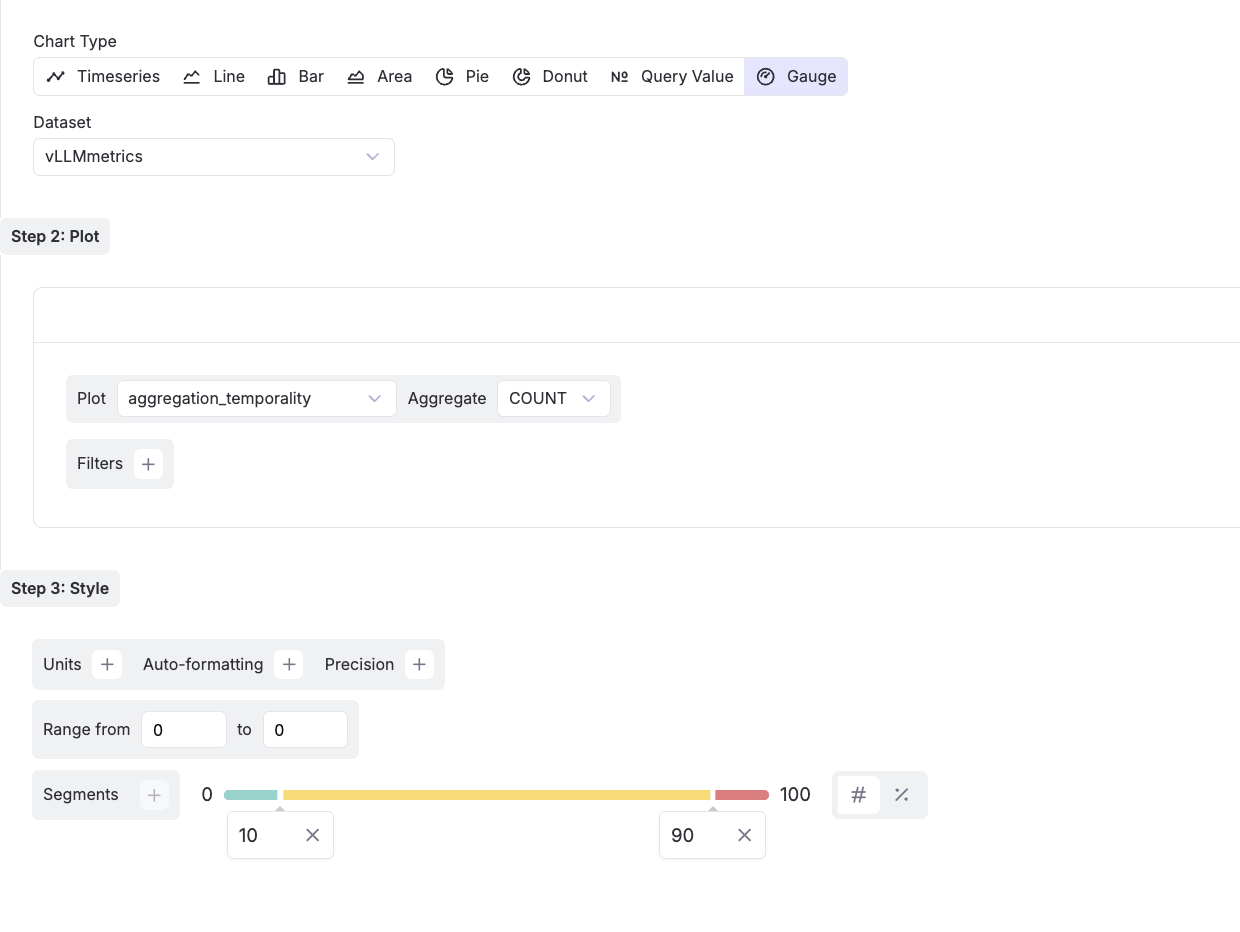 Chart Type
Timeseries Line Bar Area Pie Donut Nº Query Value Gauge
Dataset
vLLMmetrics
Step 2: Plot
Plot aggregation_temporality Aggregate COUNT
Filters
Step 3: Style
Units Auto-formatting Precision
Range from 0 to 0
Segments 0 100 #
10 90